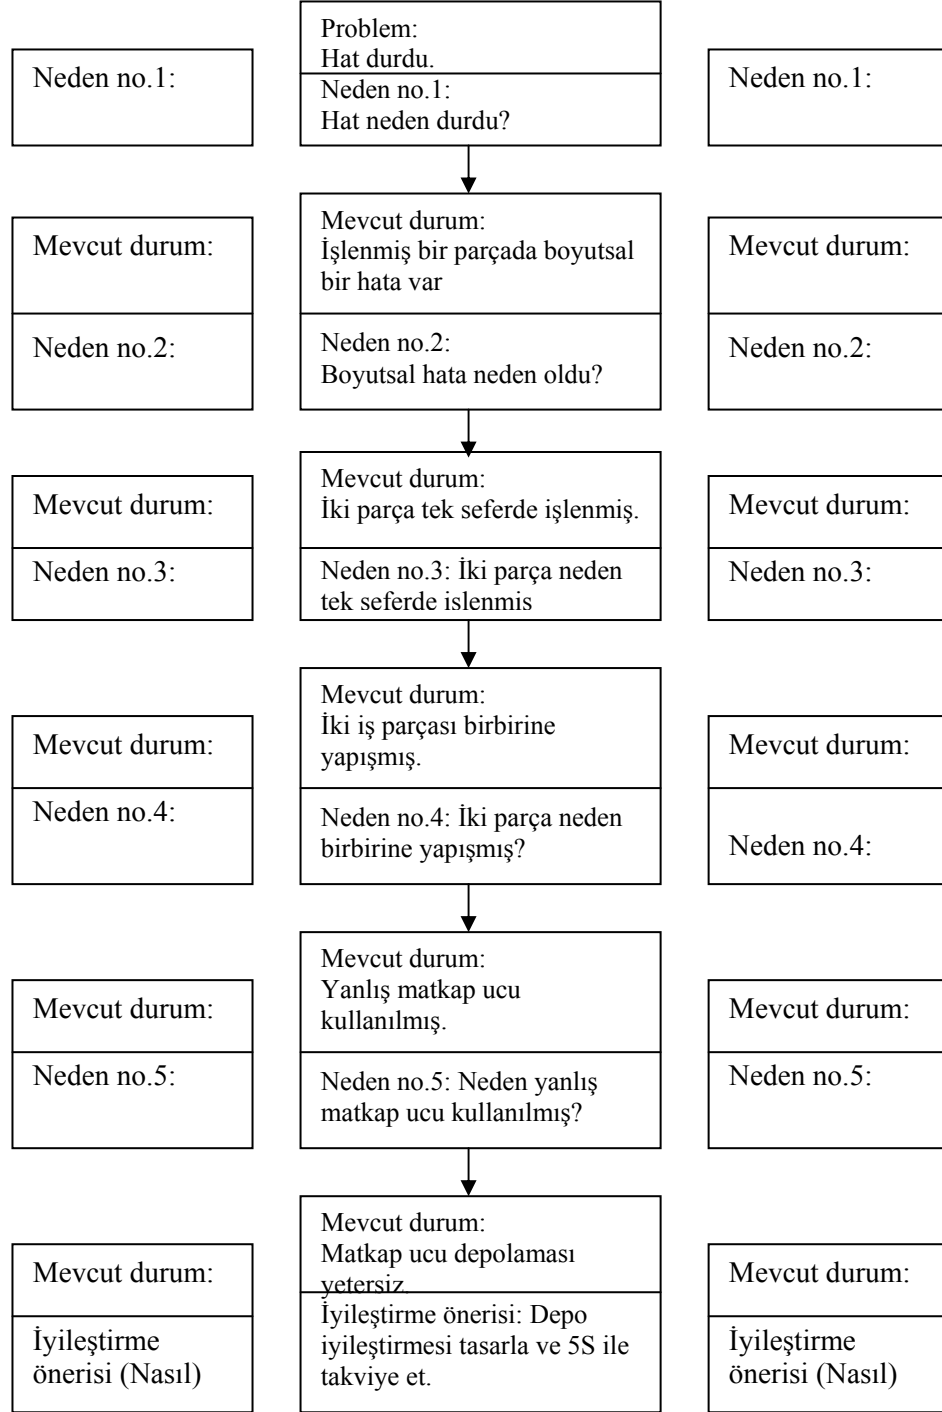 Problem:
Hat durdu.
Neden no.1:
Neden no.1:
Hat neden durdu?
Neden no.1:
Mevcut durum:
Mevcut durum:
İşlenmiş bir parçada boyutsal
bir hata var
Mevcut durum:
Neden no.2:
Neden no.2:
Boyutsal hata neden oldu?
Neden no.2:
Mevcut durum:
Mevcut durum:
İki parça tek seferde işlenmiş.
Mevcut durum:
Neden no.3:
Neden no.3: İki parça neden
tek seferde islenmis
Neden no.3:
Mevcut durum:
Mevcut durum:
İki iş parçası birbirine
yapışmış.
Mevcut durum:
Neden no.4:
Neden no.4: İki parça neden
birbirine yapışmış?
Neden no.4:
Mevcut durum:
Mevcut durum:
Yanlış matkap ucu
kullanılmış.
Mevcut durum:
Neden no.5:
Neden no.5: Neden yanlış
matkap ucu kullanılmış?
Neden no.5:
Mevcut durum:
Mevcut durum:
Matkap ucu depolaması
yetersiz.
Mevcut durum:
İyileştirme
önerisi (Nasıl)
İyileştirme önerisi: Depo
iyileştirmesi tasarla ve 5S ile
takviye et.
İyileştirme
önerisi (Nasıl)